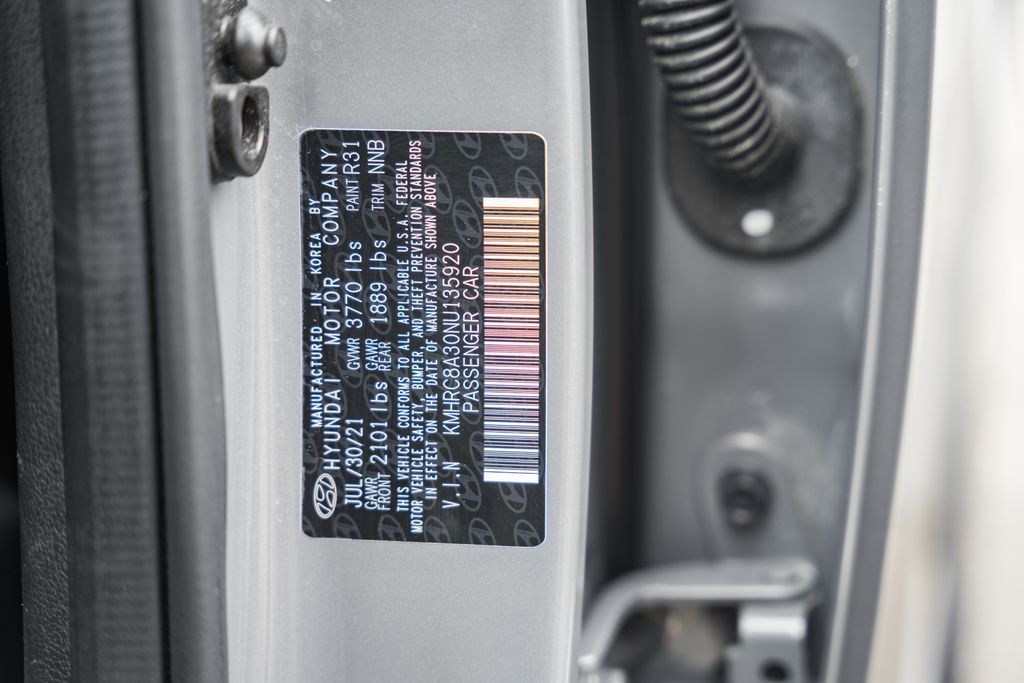 MANUFACTURED IN KOREA BY
HYUNDAI MOTOR COMPANY
JUL/30/21 GVWR 3770 lbs PAINT R31
GAWR FRONT 2101 lbs GAWR REAR 1889 lbs TRIM NNB
THIS VEHICLE CONFORMS TO ALL APPLICABLE U.S.A. FEDERAL
MOTOR VEHICLE SAFETY, BUMPER, AND THEFT PREVENTION STANDARDS
IN EFFECT ON THE DATE OF MANUFACTURE SHOWN ABOVE
V.I.N KMHRC8A30NU135920
PASSENGER CAR